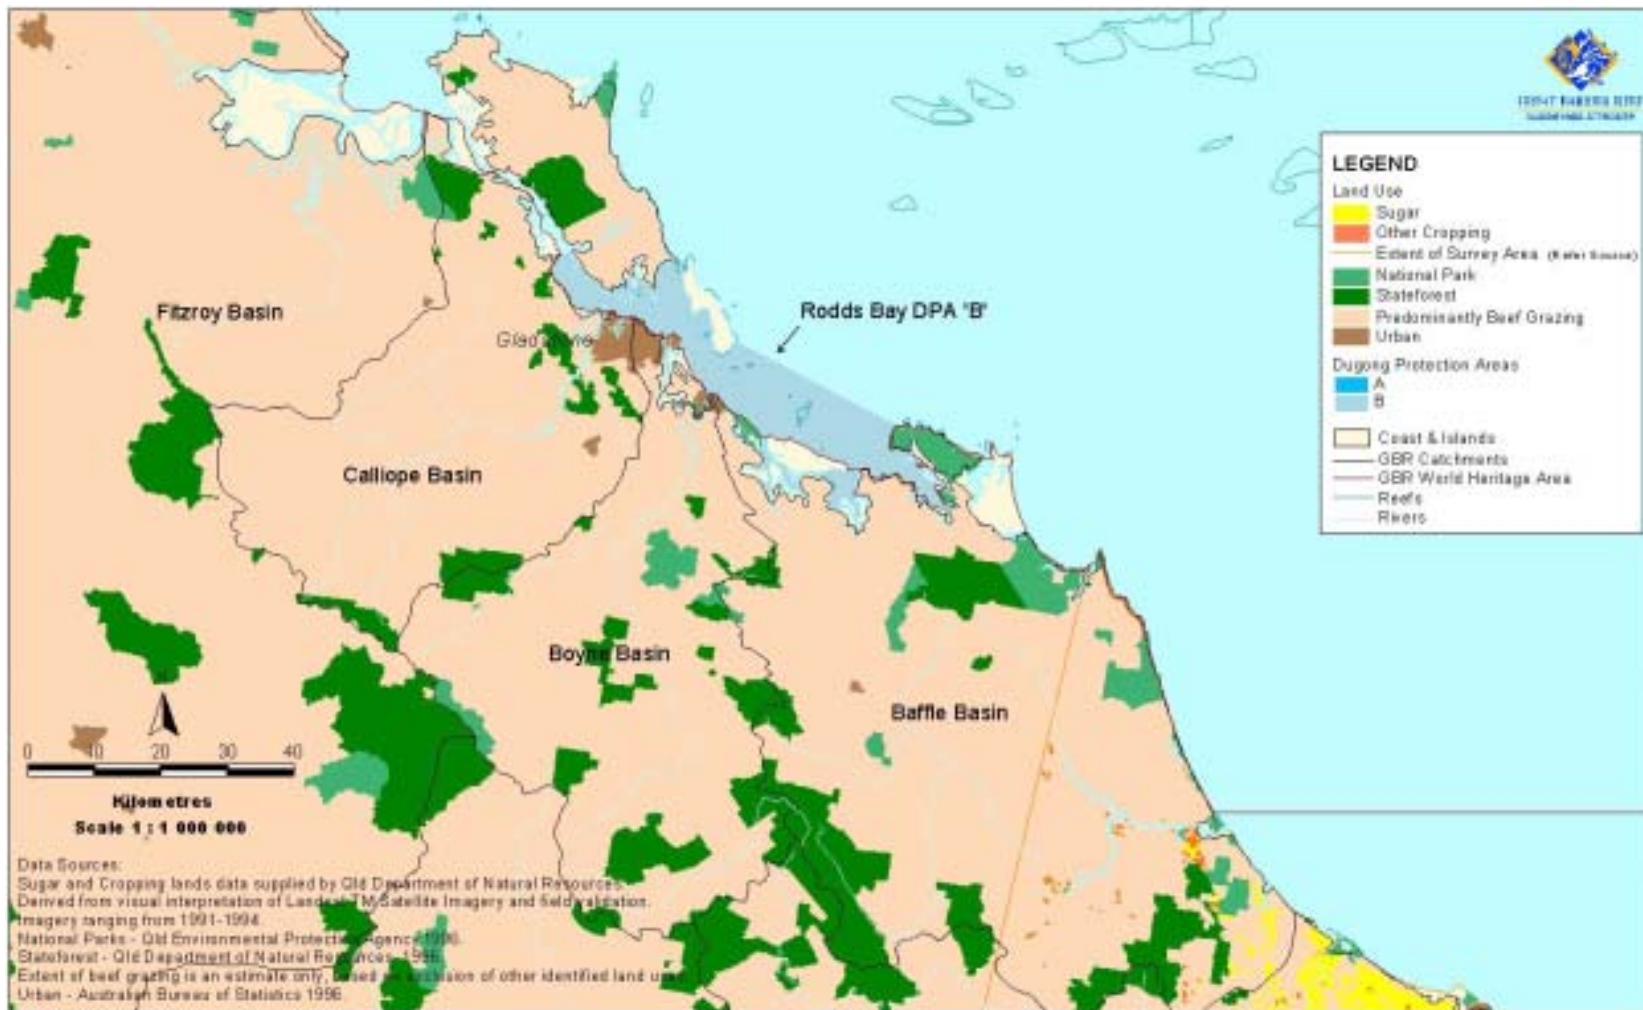 LEGEND
Land Use
Sugar
Other Cropping
Extent of Survey Area (Refer Source)
National Park
Stateforest
Predominantly Beef Grazing
Urban
Dugong Protection Areas
A
B
Coast & Islands
GBR Catchments
GBR World Heritage Area
Reefs
Rivers
Rodds Bay DPA "B"
Fitzroy Basin
Calliope Basin
Boyne Basin
Baffle Basin
0 10 20 30 40
Kilometres
Scale 1 : 1 000 000
Data Sources:
Sugar and Cropping lands data supplied by Qld Department of Natural Resources.
Derived from visual interpretation of Landsat TM Satellite Imagery and field validation.
Imagery ranging from 1991-1994.
National Parks - Qld Environmental Protection Agency
Stateforest - Qld Department of Natural Resources,
Extent of beef grazing is an estimate only, based on exclusion of other identified land
Urban - Australian Bureau of Statistics 1996.